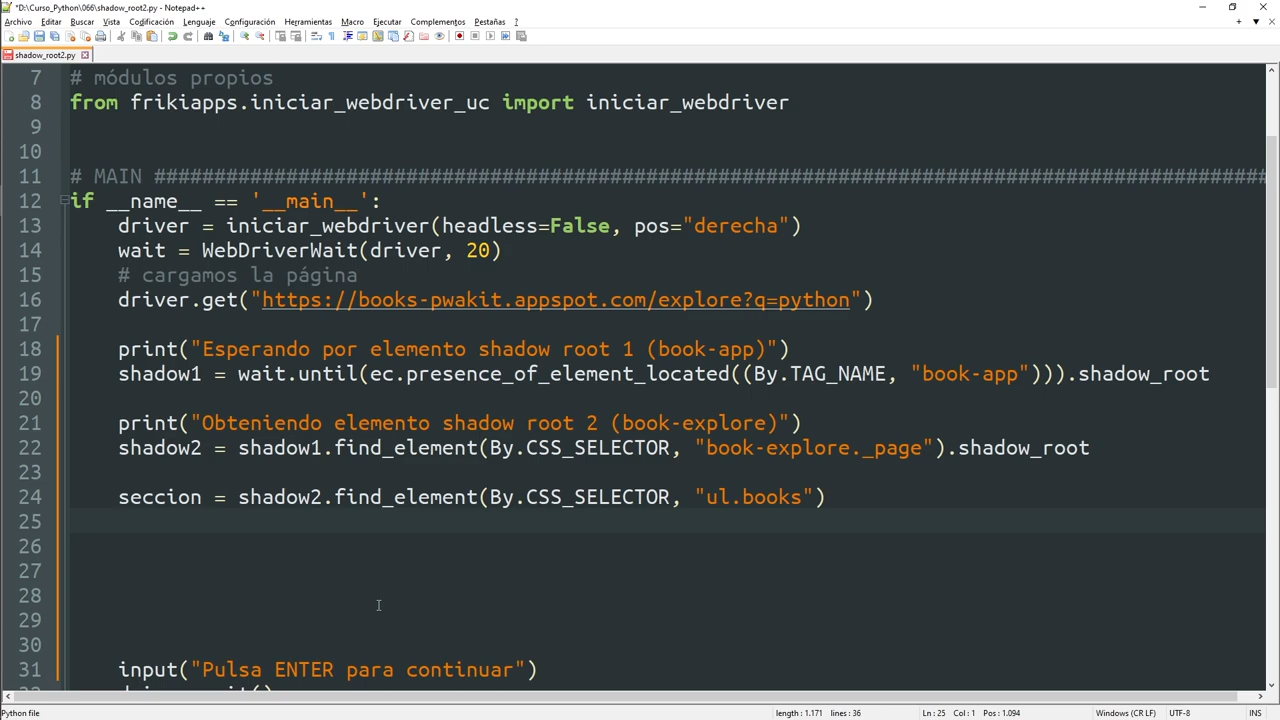 *D:\Curso_Python\066\shadow_root2.py - Notepad++
Archivo Editar Buscar Vista Codificación Lenguaje Configuración Herramientas Macro Ejecutar Complementos Pestañas ?
shadow_root2.py
7 # módulos propios
8 from frikiapps.iniciar_webdriver_uc import iniciar_webdriver
9
10
11 # MAIN ##############################################################################################
12 if __name__ == '__main__':
13 driver = iniciar_webdriver(headless=False, pos="derecha")
14 wait = WebDriverWait(driver, 20)
15 # cargamos la página
16 driver.get("https://books-pwakit.appspot.com/explore?q=python")
17
18 print("Esperando por elemento shadow root 1 (book-app)")
19 shadow1 = wait.until(ec.presence_of_element_located((By.TAG_NAME, "book-app"))).shadow_root
20
21 print("Obteniendo elemento shadow root 2 (book-explore)")
22 shadow2 = shadow1.find_element(By.CSS_SELECTOR, "book-explore._page").shadow_root
23
24 seccion = shadow2.find_element(By.CSS_SELECTOR, "ul.books")
25
26
27
28
29
30
31 input("Pulsa ENTER para continuar")
Python file length : 1.171 lines : 36 Ln : 25 Col : 1 Pos : 1.094 Windows (CR LF) UTF-8 INS